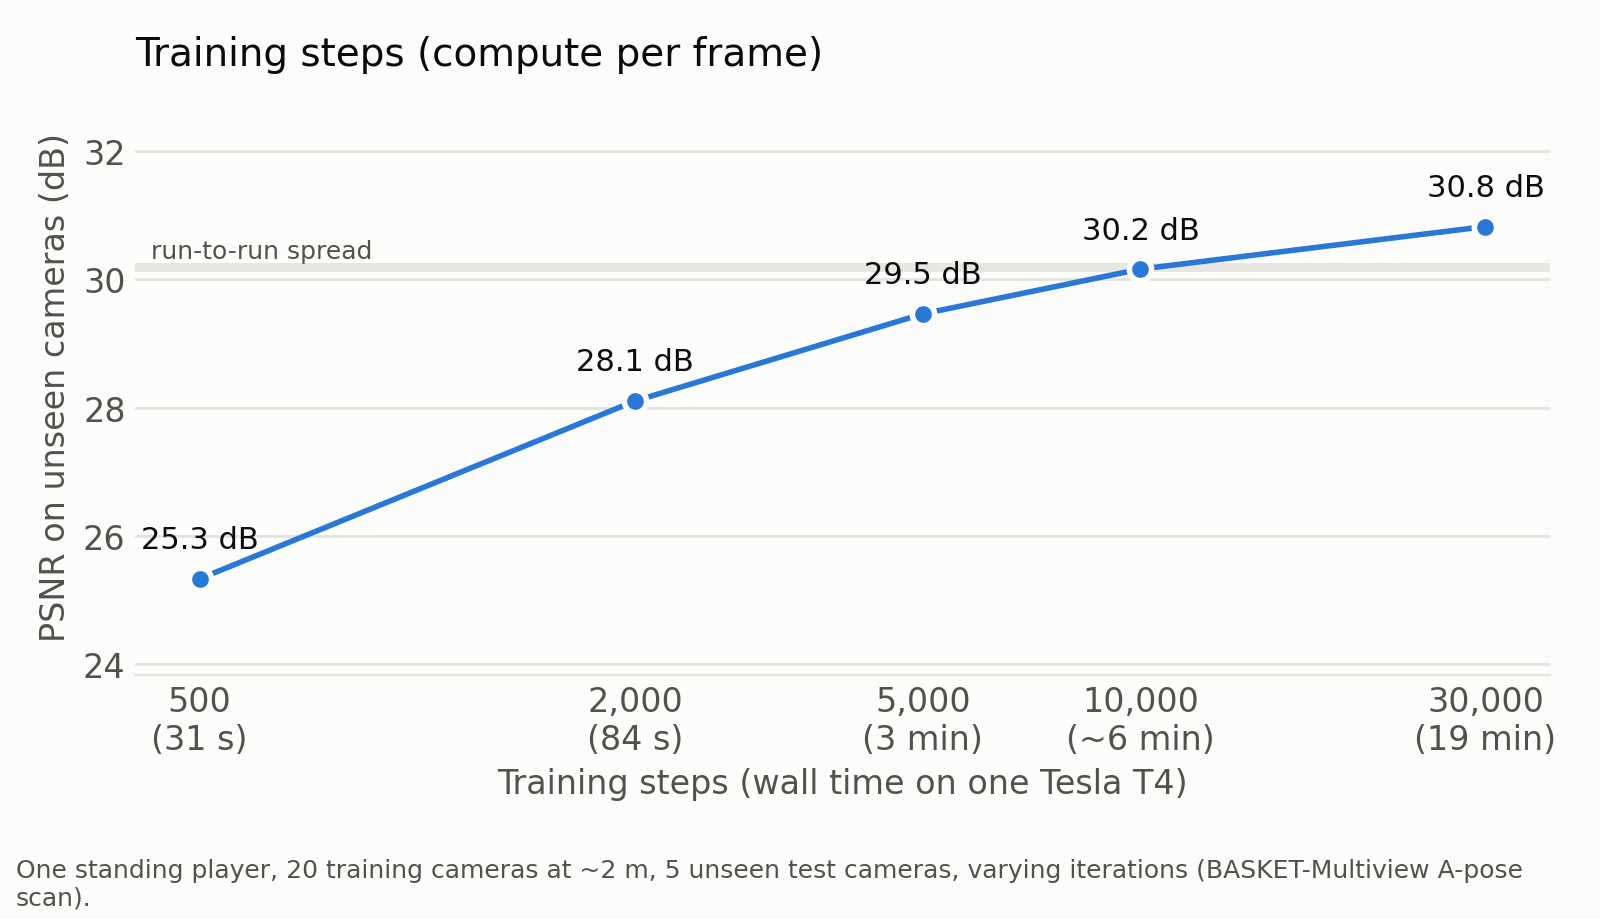 Training steps (compute per frame)
PSNR on unseen cameras (dB)
32
30
28
26
24
run-to-run spread
25.3 dB
28.1 dB
29.5 dB
30.2 dB
30.8 dB
500
(31 s)
2,000
(84 s)
5,000
(3 min)
10,000
(~6 min)
30,000
(19 min)
Training steps (wall time on one Tesla T4)
One standing player, 20 training cameras at ~2 m, 5 unseen test cameras, varying iterations (BASKET-Multiview A-pose
scan).